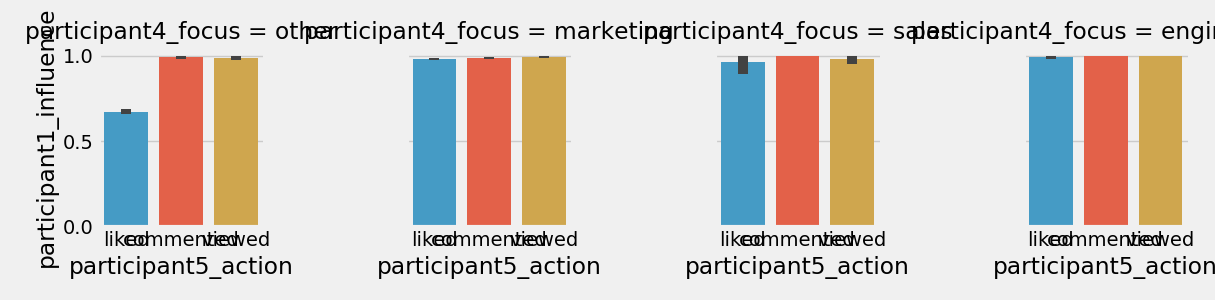 participant4_focus = other
participant4_focus = marketing
participant4_focus = sales
participant4_focus = engin
participant1_influence
1.0
0.5
0.0
liked commented viewed
liked commented viewed
liked commented viewed
liked commented viewed
participant5_action
participant5_action
participant5_action
participant5_action